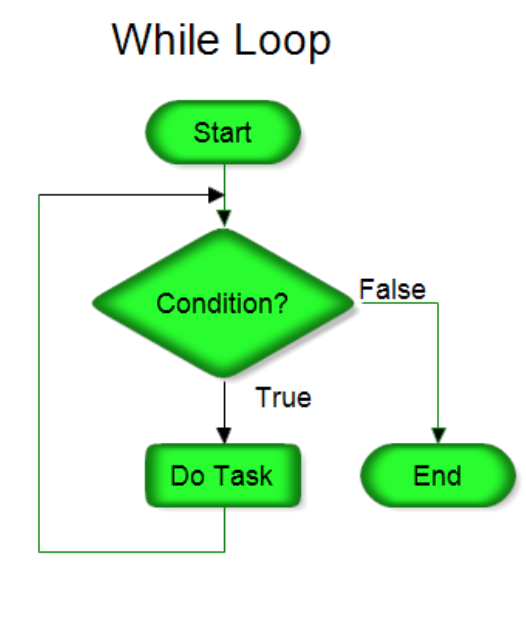 While Loop
Start
Condition?
False
True
Do Task
End